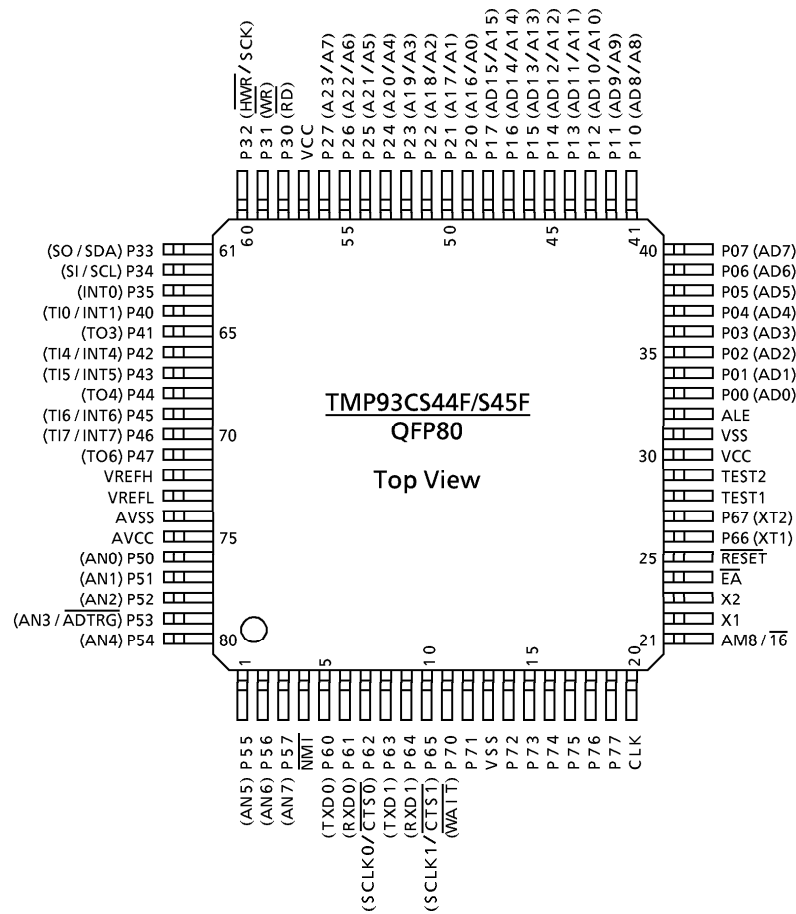 P32 (HWR/SCK)
P31 (WR)
P30 (RD)
VCC
P27 (A23/A7)
P26 (A22/A6)
P25 (A21/A5)
P24 (A20/A4)
P23 (A19/A3)
P22 (A18/A2)
P21 (A17/A1)
P20 (A16/A0)
P17 (AD15/A15)
P16 (AD14/A14)
P15 (AD13/A13)
P14 (AD12/A12)
P13 (AD11/A11)
P12 (AD10/A10)
P11 (AD9/A9)
P10 (AD8/A8)
60
55
50
45
41
(SO/SDA) P33
(SI/SCL) P34
(INT0) P35
(TI0/INT1) P40
(TO3) P41
(TI4/INT4) P42
(TI5/INT5) P43
(TO4) P44
(TI6/INT6) P45
(TI7/INT7) P46
(TO6) P47
VREFH
VREFL
AVSS
AVCC
(AN0) P50
(AN1) P51
(AN2) P52
(AN3/ADTRG) P53
(AN4) P54
61
65
70
75
80
TMP93CS44F/S45F
QFP80
Top View
40
35
30
25
21
P07 (AD7)
P06 (AD6)
P05 (AD5)
P04 (AD4)
P03 (AD3)
P02 (AD2)
P01 (AD1)
P00 (AD0)
ALE
VSS
VCC
TEST2
TEST1
P67 (XT2)
P66 (XT1)
RESET
EA
X2
X1
AM8/16
1
5
10
15
20
(AN5) P55
(AN6) P56
(AN7) P57
NMI
(TXD0) P60
(RXD0) P61
(SCLK0/CTS0) P62
(TXD1) P63
(RXD1) P64
(SCLK1/CTS1) P65
(WAIT) P70
P71
VSS
P72
P73
P74
P75
P76
P77
CLK